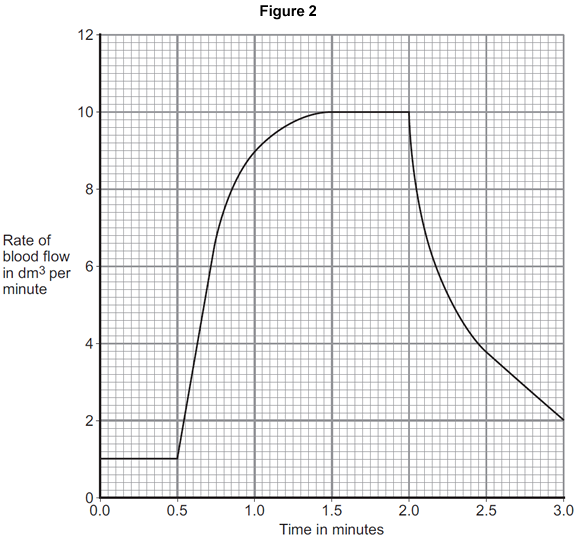 Figure 2
12
10
8
6
4
2
0
Rate of
blood flow
in dm³ per
minute
0.0 0.5 1.0 1.5 2.0 2.5 3.0
Time in minutes